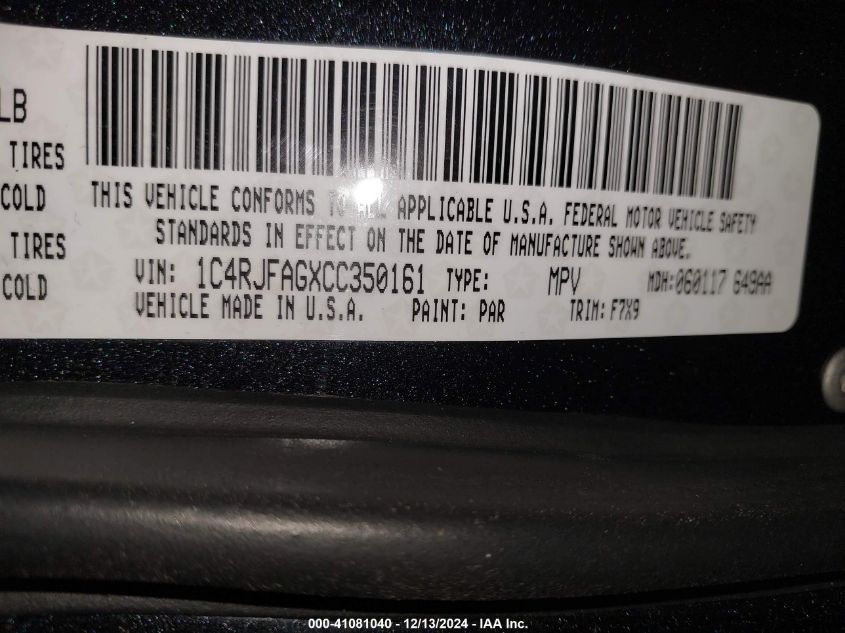 LB
TIRES
COLD
THIS VEHICLE CONFORMS TO ALL APPLICABLE U.S.A. FEDERAL MOTOR VEHICLE SAFETY
TIRES
STANDARDS IN EFFECT ON THE DATE OF MANUFACTURE SHOWN ABOVE.
COLD
VIN: 1C4RJFAGXCC350161 TYPE: MPV MDH:060117 649AA
VEHICLE MADE IN U.S.A. PAINT: PAR TRIM: F7X9
000-41081040 - 12/13/2024 - IAA Inc.